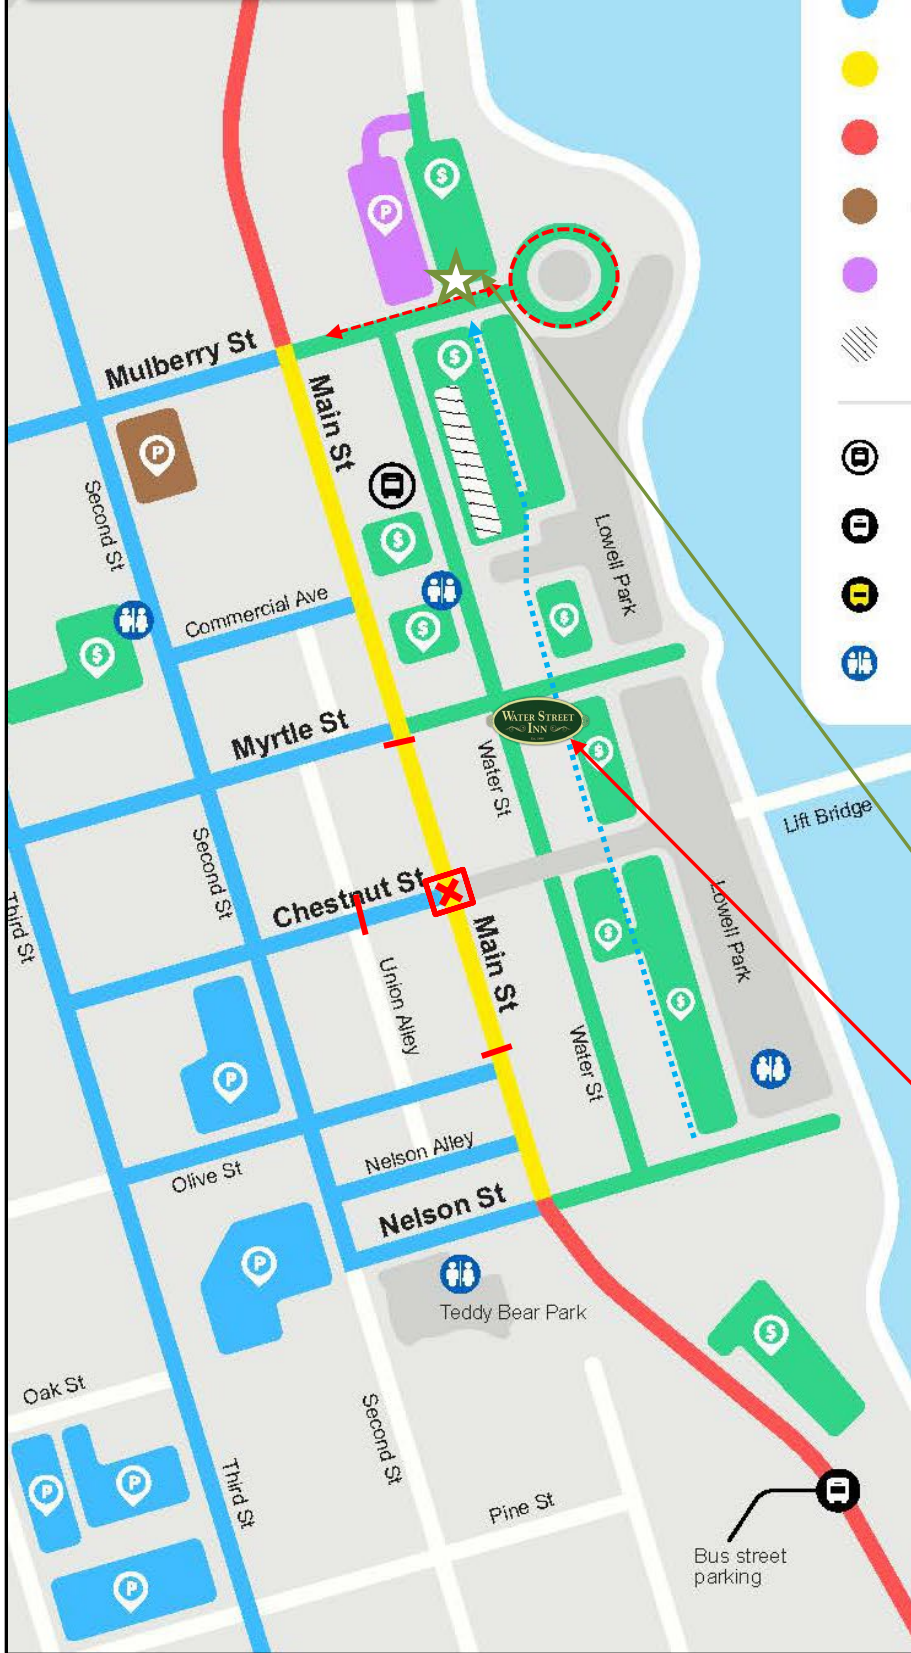 Mulberry St
Main St
Second St
Commercial Ave
Lowell Park
Myrtle St
WATER STREET
INN
Water St
Lift Bridge
Second St
Third St
Chestnut St
Main St
Lowell Park
Union Alley
Water St
Olive St
Nelson Alley
Nelson St
Teddy Bear Park
Oak St
Second St
Third St
Pine St
Bus street
parking